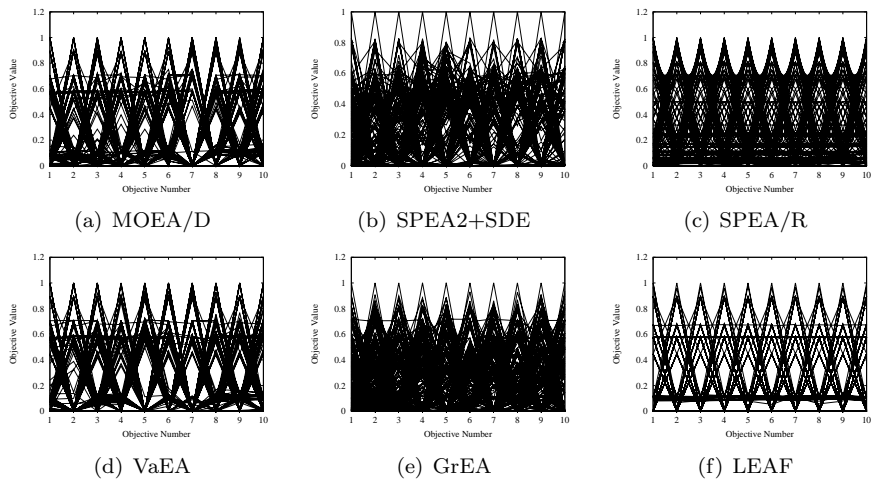 1.2
1
0.8
0.6
0.4
0.2
0
Objective Value
1 2 3 4 5 6 7 8 9 10
Objective Number
(a) MOEA/D
1
0.8
0.6
0.4
0.2
0
Objective Value
1 2 3 4 5 6 7 8 9 10
Objective Number
(b) SPEA2+SDE
1.2
1
0.8
0.6
0.4
0.2
0
Objective Value
1 2 3 4 5 6 7 8 9 10
Objective Number
(c) SPEA/R
1.2
1
0.8
0.6
0.4
0.2
0
Objective Value
1 2 3 4 5 6 7 8 9 10
Objective Number
(d) VaEA
1.2
1
0.8
0.6
0.4
0.2
0
Objective Value
1 2 3 4 5 6 7 8 9 10
Objective Number
(e) GrEA
1.2
1
0.8
0.6
0.4
0.2
0
Objective Value
1 2 3 4 5 6 7 8 9 10
Objective Number
(f) LEAF